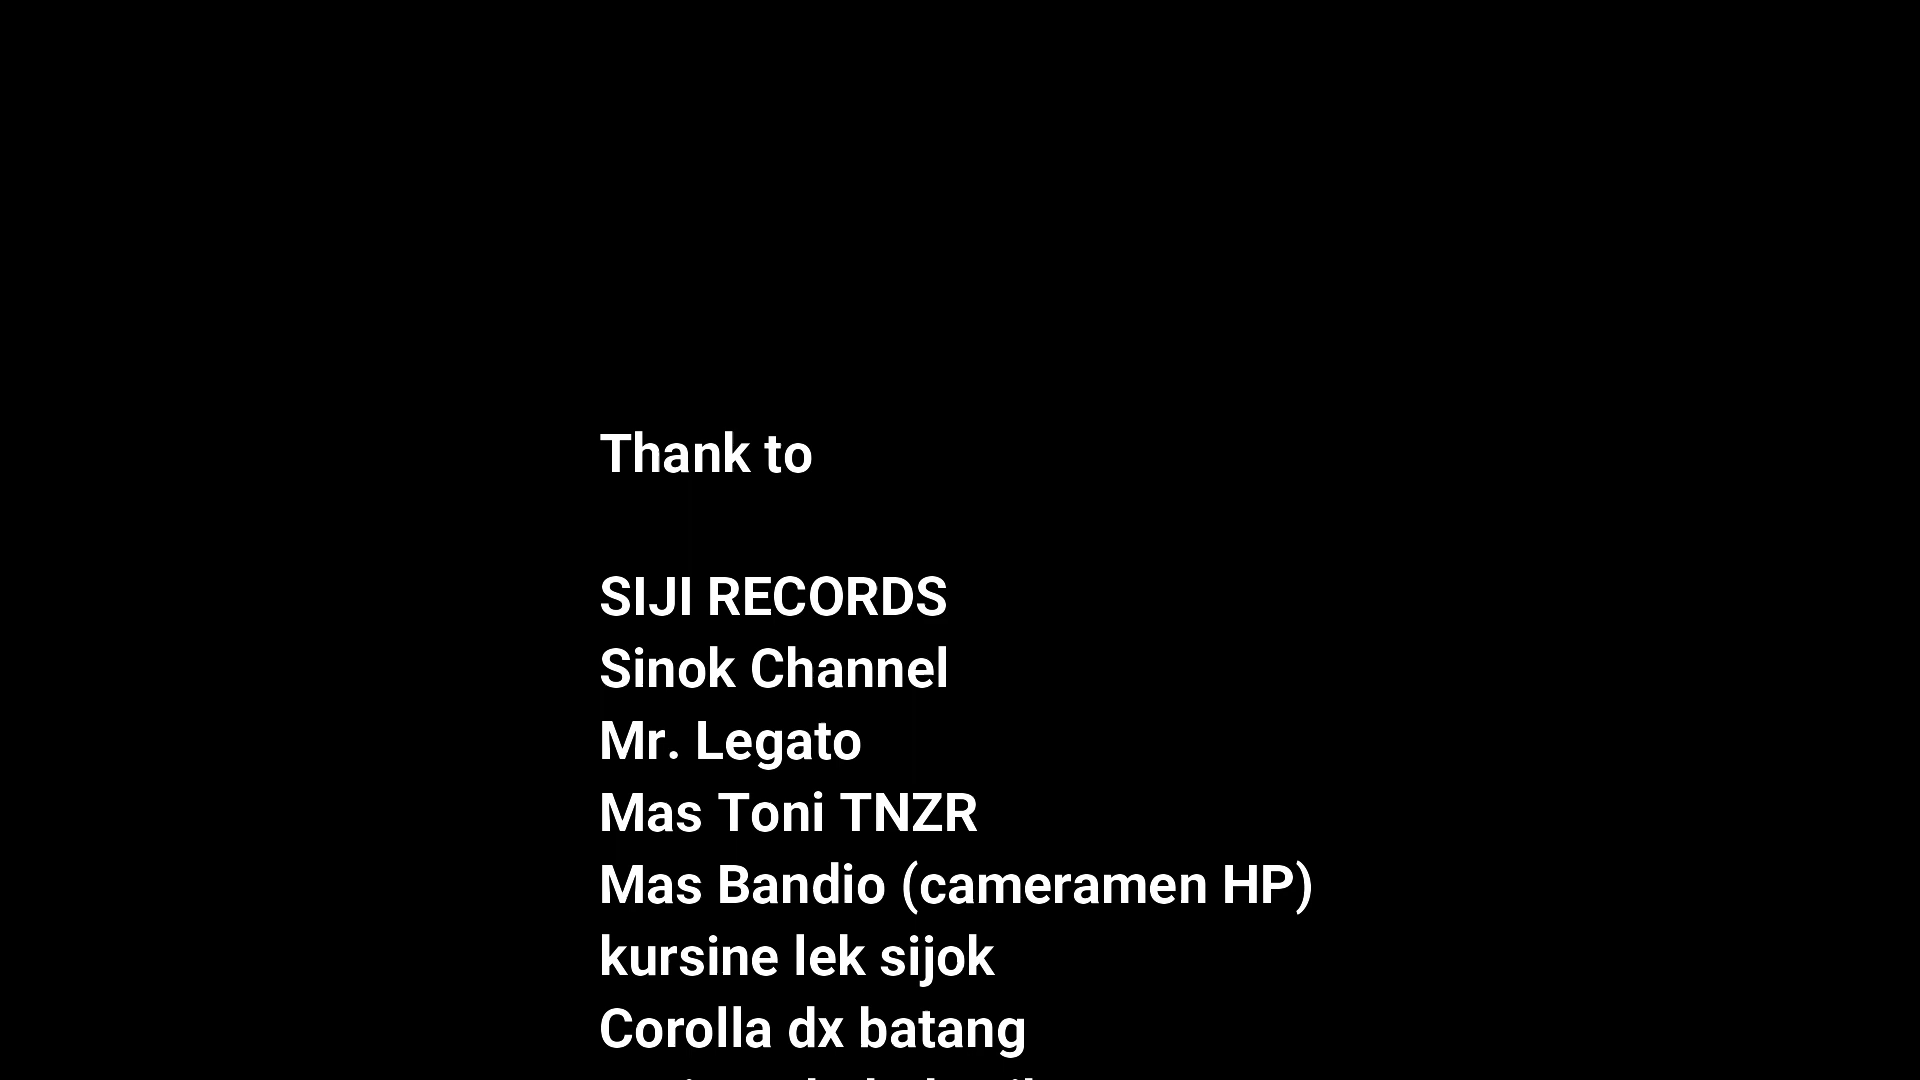 Thank to
SIJI RECORDS
Sinok Channel
Mr. Legato
Mas Toni TNZR
Mas Bandio (cameramen HP)
kursine lek sijok
Corolla dx batang